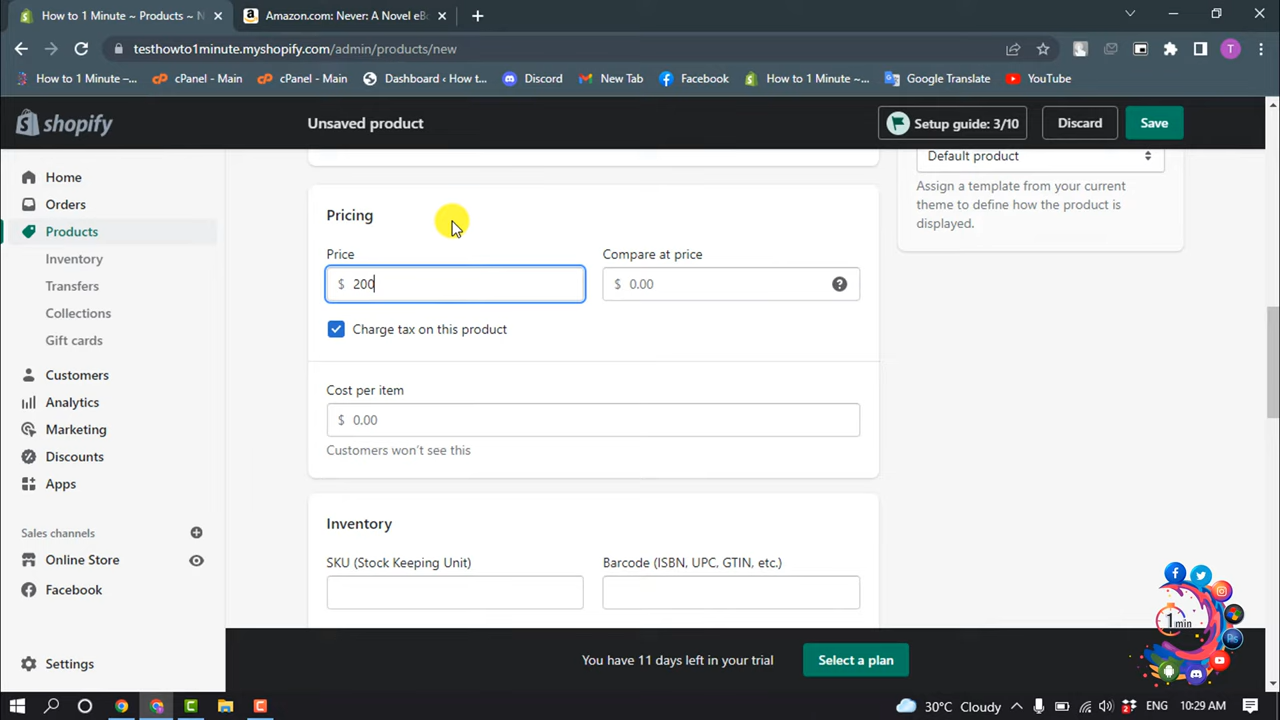 How to 1 Minute ~ Products ~ N
Amazon.com: Never: A Novel eBo
testhowto1minute.myshopify.com/admin/products/new
T
How to 1 Minute –...
cPanel - Main
cPanel - Main
Dashboard ‹ How t...
Discord
New Tab
Facebook
How to 1 Minute ~...
Google Translate
YouTube
shopify
Unsaved product
Setup guide: 3/10
Discard
Save
Home
Orders
Products
Inventory
Transfers
Collections
Gift cards
Customers
Analytics
Marketing
Discounts
Apps
Sales channels
Online Store
Facebook
Settings
Default product
Assign a template from your current
theme to define how the product is
displayed.
Pricing
Price
Compare at price
$ 200
$ 0.00
Charge tax on this product
Cost per item
$ 0.00
Customers won't see this
Inventory
SKU (Stock Keeping Unit)
Barcode (ISBN, UPC, GTIN, etc.)
You have 11 days left in your trial
Select a plan
1 min
Ps
30°C Cloudy
ENG
10:29 AM